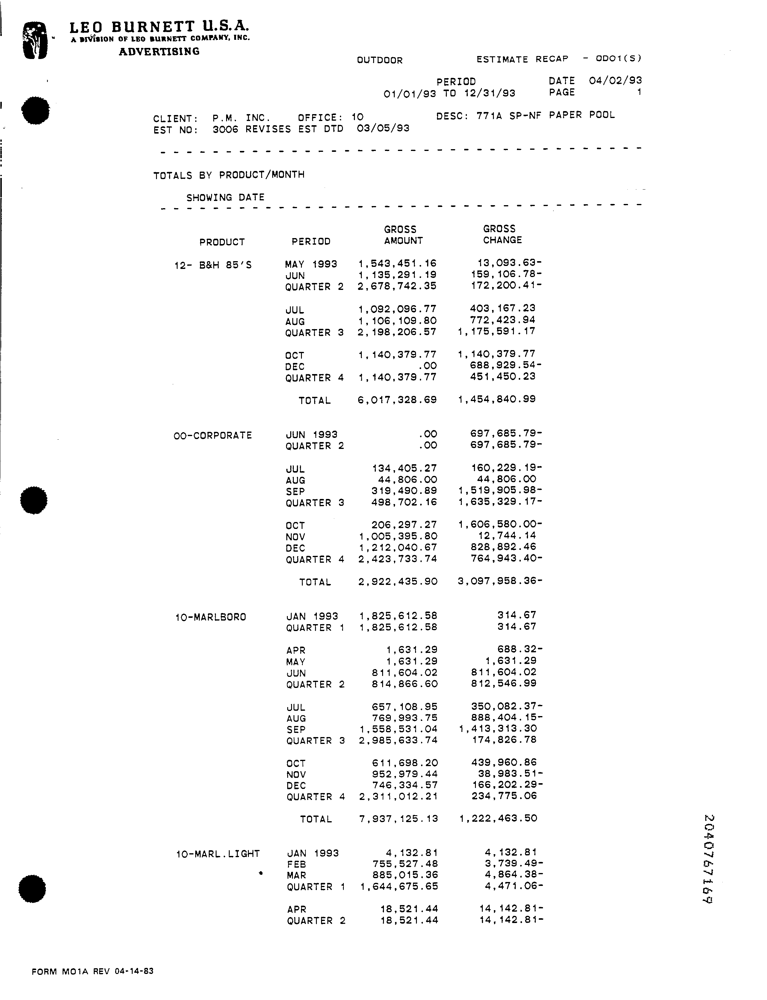 LEO BURNETT U.S.A.
A DIVISION OF LEO BURNETT COMPANY, INC.
ADVERTISING
OUTDOOR ESTIMATE RECAP - OD01(S)
PERIOD DATE 04/02/93
01/01/93 TO 12/31/93 PAGE 1
CLIENT: P.M. INC. OFFICE: 10 DESC: 771A SP-NF PAPER POOL
EST NO: 3006 REVISES EST DTD 03/05/93
TOTALS BY PRODUCT/MONTH
SHOWING DATE
GROSS GROSS
PRODUCT PERIOD AMOUNT CHANGE
12- B&H 85'S MAY 1993 1,543,451.16 13,093.63-
JUN 1,135,291.19 159,106.78-
QUARTER 2 2,678,742.35 172,200.41-
JUL 1,092,096.77 403,167.23
AUG 1,106,109.80 772,423.94
QUARTER 3 2,198,206.57 1,175,591.17
OCT 1,140,379.77 1,140,379.77
DEC .00 688,929.54-
QUARTER 4 1,140,379.77 451,450.23
TOTAL 6,017,328.69 1,454,840.99
00-CORPORATE JUN 1993 .00 697,685.79-
QUARTER 2 .00 697,685.79-
JUL 134,405.27 160,229.19-
AUG 44,806.00 44,806.00
SEP 319,490.89 1,519,905.98-
QUARTER 3 498,702.16 1,635,329.17-
OCT 206,297.27 1,606,580.00-
NOV 1,005,395.80 12,744.14
DEC 1,212,040.67 828,892.46
QUARTER 4 2,423,733.74 764,943.40-
TOTAL 2,922,435.90 3,097,958.36-
10-MARLBORO JAN 1993 1,825,612.58 314.67
QUARTER 1 1,825,612.58 314.67
APR 1,631.29 688.32-
MAY 1,631.29 1,631.29
JUN 811,604.02 811,604.02
QUARTER 2 814,866.60 812,546.99
JUL 657,108.95 350,082.37-
AUG 769,993.75 888,404.15-
SEP 1,558,531.04 1,413,313.30
QUARTER 3 2,985,633.74 174,826.78
OCT 611,698.20 439,960.86
NOV 952,979.44 38,983.51-
DEC 746,334.57 166,202.29-
QUARTER 4 2,311,012.21 234,775.06
TOTAL 7,937,125.13 1,222,463.50
10-MARL.LIGHT JAN 1993 4,132.81 4,132.81
FEB 755,527.48 3,739.49-
MAR 885,015.36 4,864.38-
QUARTER 1 1,644,675.65 4,471.06-
APR 18,521.44 14,142.81-
QUARTER 2 18,521.44 14,142.81-
2040767169
FORM M01A REV 04-14-83